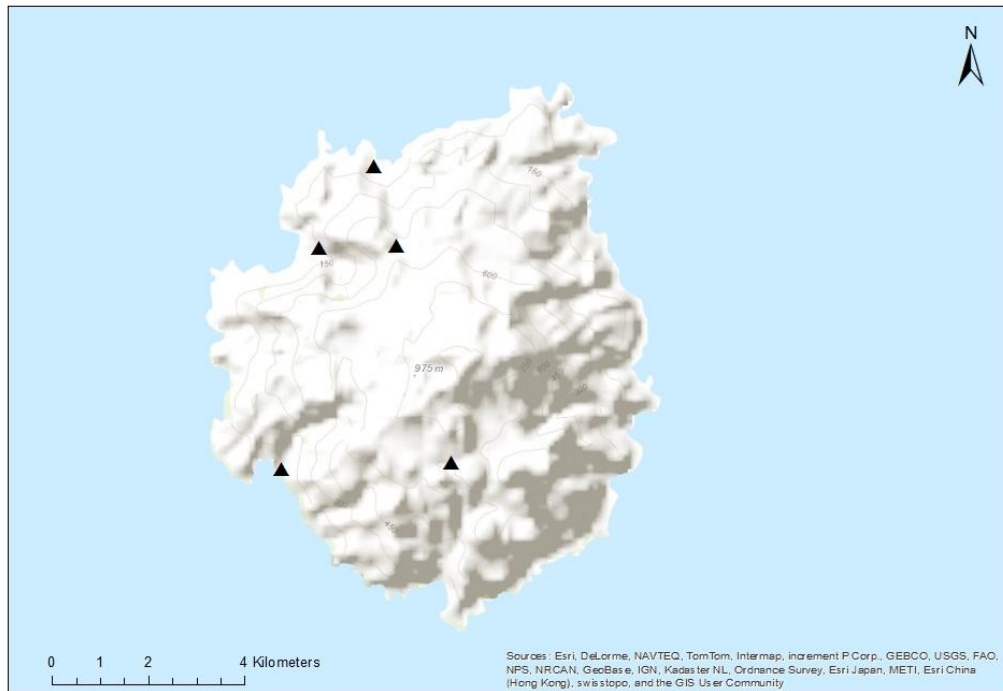 N
150
150
600
975 m
450
0 1 2 4 Kilometers
Sources: Esri, DeLorme, NAVTEQ, TomTom, Intermap, increment P Corp., GEBCO, USGS, FAO,
NPS, NRCAN, GeoBase, IGN, Kadaster NL, Ordnance Survey, Esri Japan, METI, Esri China
(Hong Kong), swisstopo, and the GIS User Community